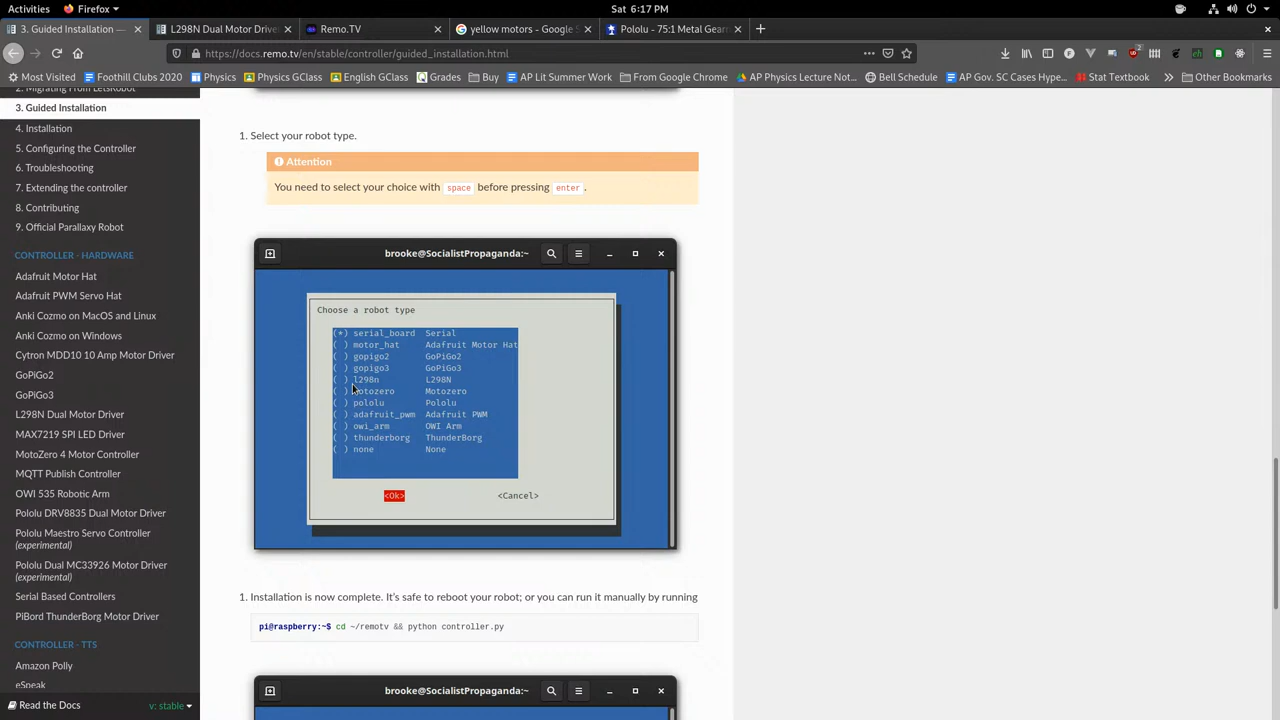 Activities
Firefox
Sat 6:17 PM
3. Guided Installation —
L298N Dual Motor Driver
Remo.TV
yellow motors - Google S
Pololu - 75:1 Metal Gearm
https://docs.remo.tv/en/stable/controller/guided_installation.html
Most Visited
Foothill Clubs 2020
Physics
Physics GClass
English GClass
Grades
Buy
AP Lit Summer Work
From Google Chrome
AP Physics Lecture Not...
Bell Schedule
AP Gov. SC Cases Hype...
Stat Textbook
Other Bookmarks
2. Migrating From LetsRobot
3. Guided Installation
4. Installation
5. Configuring the Controller
6. Troubleshooting
7. Extending the controller
8. Contributing
9. Official Parallaxy Robot
CONTROLLER - HARDWARE
Adafruit Motor Hat
Adafruit PWM Servo Hat
Anki Cozmo on MacOS and Linux
Anki Cozmo on Windows
Cytron MDD10 10 Amp Motor Driver
GoPiGo2
GoPiGo3
L298N Dual Motor Driver
MAX7219 SPI LED Driver
MotoZero 4 Motor Controller
MQTT Publish Controller
OWI 535 Robotic Arm
Pololu DRV8835 Dual Motor Driver
Pololu Maestro Servo Controller
(experimental)
Pololu Dual MC33926 Motor Driver
(experimental)
Serial Based Controllers
PiBord ThunderBorg Motor Driver
CONTROLLER - TTS
Amazon Polly
eSpeak
Read the Docs
v: stable
1. Select your robot type.
Attention
You need to select your choice with space before pressing enter .
brooke@SocialistPropaganda:~
Choose a robot type
(*) serial_board Serial
( ) motor_hat Adafruit Motor Hat
( ) gopigo2 GoPiGo2
( ) gopigo3 GoPiGo3
( ) l298n L298N
( ) motozero Motozero
( ) pololu Pololu
( ) adafruit_pwm Adafruit PWM
( ) owi_arm OWI Arm
( ) thunderborg ThunderBorg
( ) none None
<Ok>
<Cancel>
1. Installation is now complete. It's safe to reboot your robot; or you can run it manually by running
pi@raspberry:~$ cd ~/remotv && python controller.py
brooke@SocialistPropaganda:~